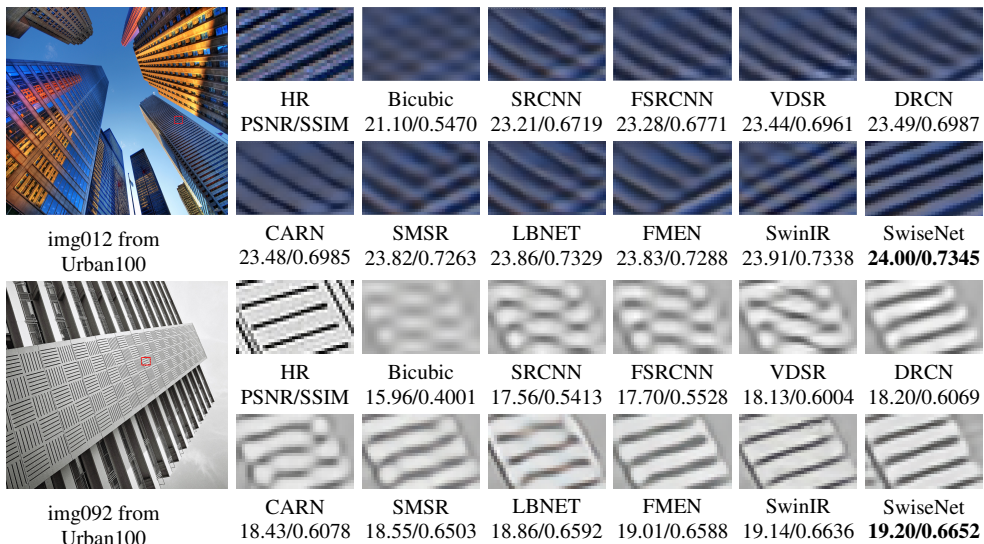 HR Bicubic SRCNN FSRCNN VDSR DRCN
PSNR/SSIM 21.10/0.5470 23.21/0.6719 23.28/0.6771 23.44/0.6961 23.49/0.6987
img012 from
Urban100
CARN SMSR LBNET FMEN SwinIR SwiseNet
23.48/0.6985 23.82/0.7263 23.86/0.7329 23.83/0.7288 23.91/0.7338 24.00/0.7345
HR Bicubic SRCNN FSRCNN VDSR DRCN
PSNR/SSIM 15.96/0.4001 17.56/0.5413 17.70/0.5528 18.13/0.6004 18.20/0.6069
img092 from
Urban100
CARN SMSR LBNET FMEN SwinIR SwiseNet
18.43/0.6078 18.55/0.6503 18.86/0.6592 19.01/0.6588 19.14/0.6636 19.20/0.6652